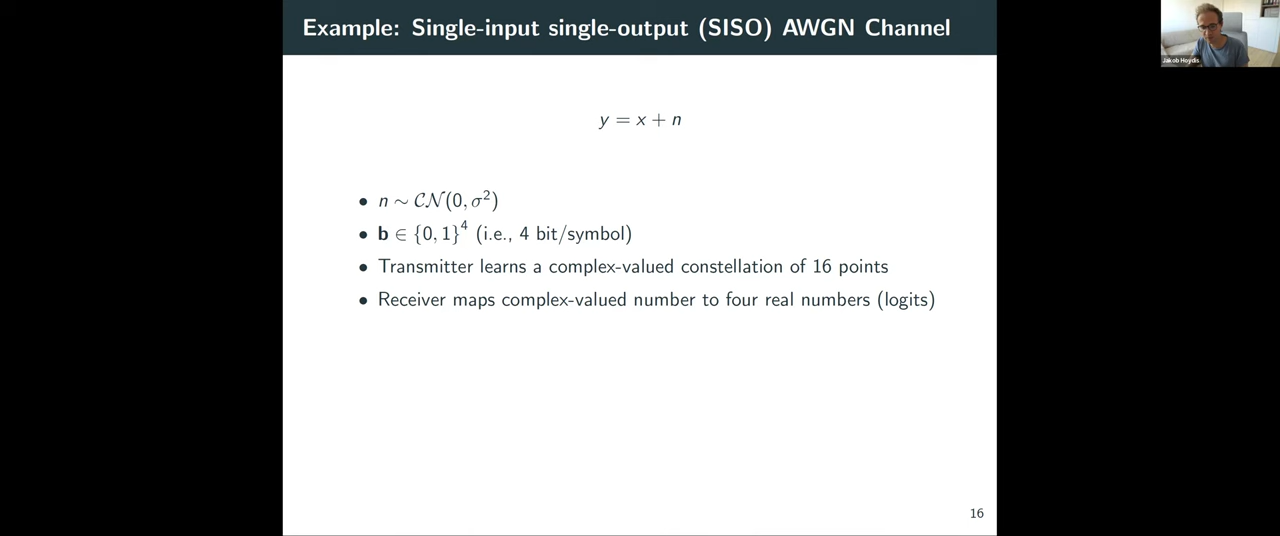 Example: Single-input single-output (SISO) AWGN Channel
Jakob Hoydis
y = x + n
• n ∼ 𝒞𝒩(0, σ²)
• b ∈ {0, 1}⁴ (i.e., 4 bit/symbol)
• Transmitter learns a complex-valued constellation of 16 points
• Receiver maps complex-valued number to four real numbers (logits)
16